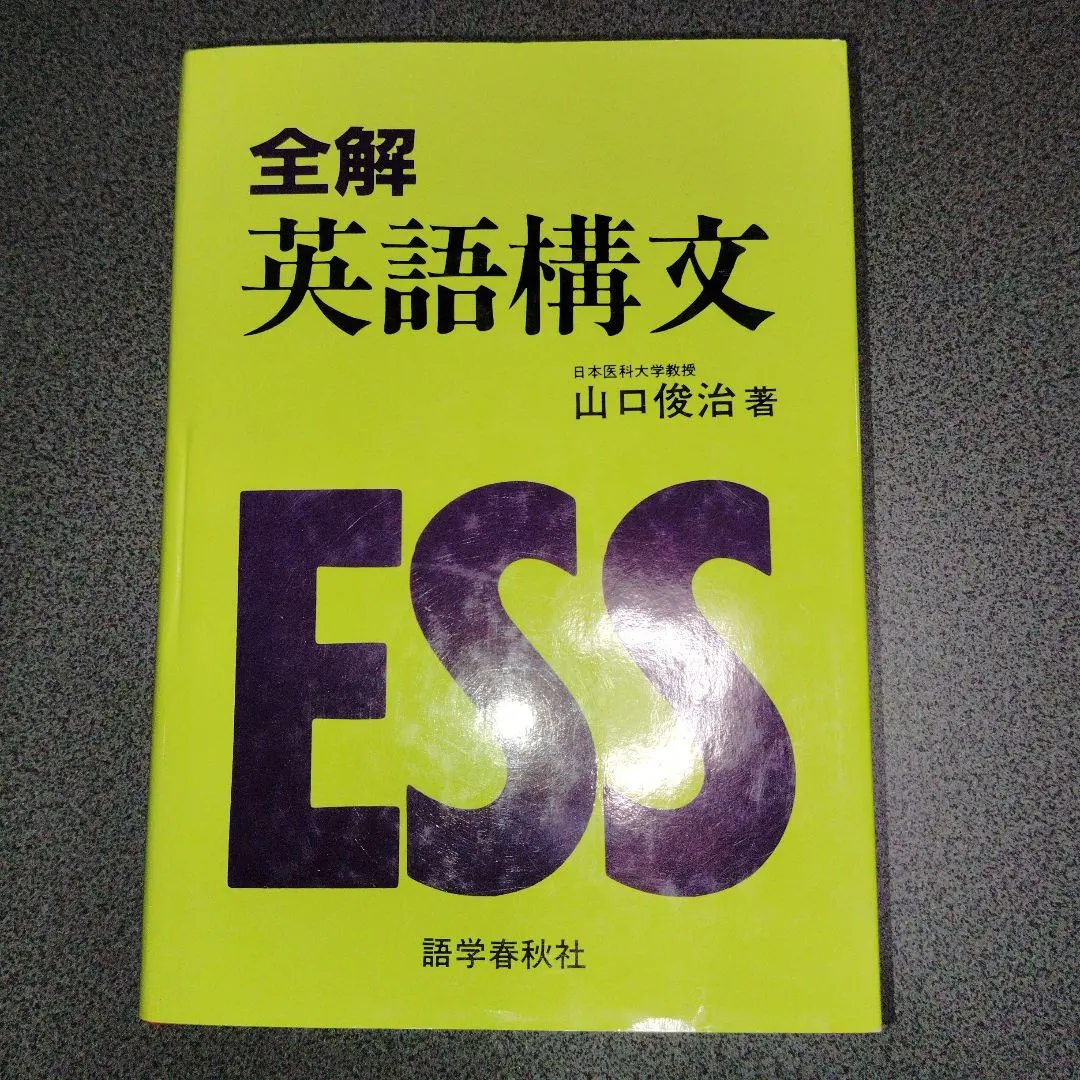 全解
英語構文
日本医科大学教授
山口俊治著
ESS
語学春秋社